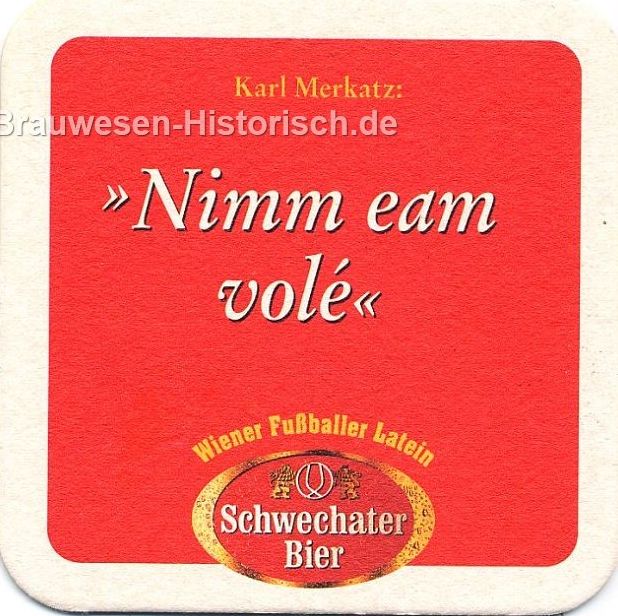 Karl Merkatz:
Brauwesen-Historisch.de
»Nimm eam
volé«
Wiener Fußballer Latein
Schwechater
Bier